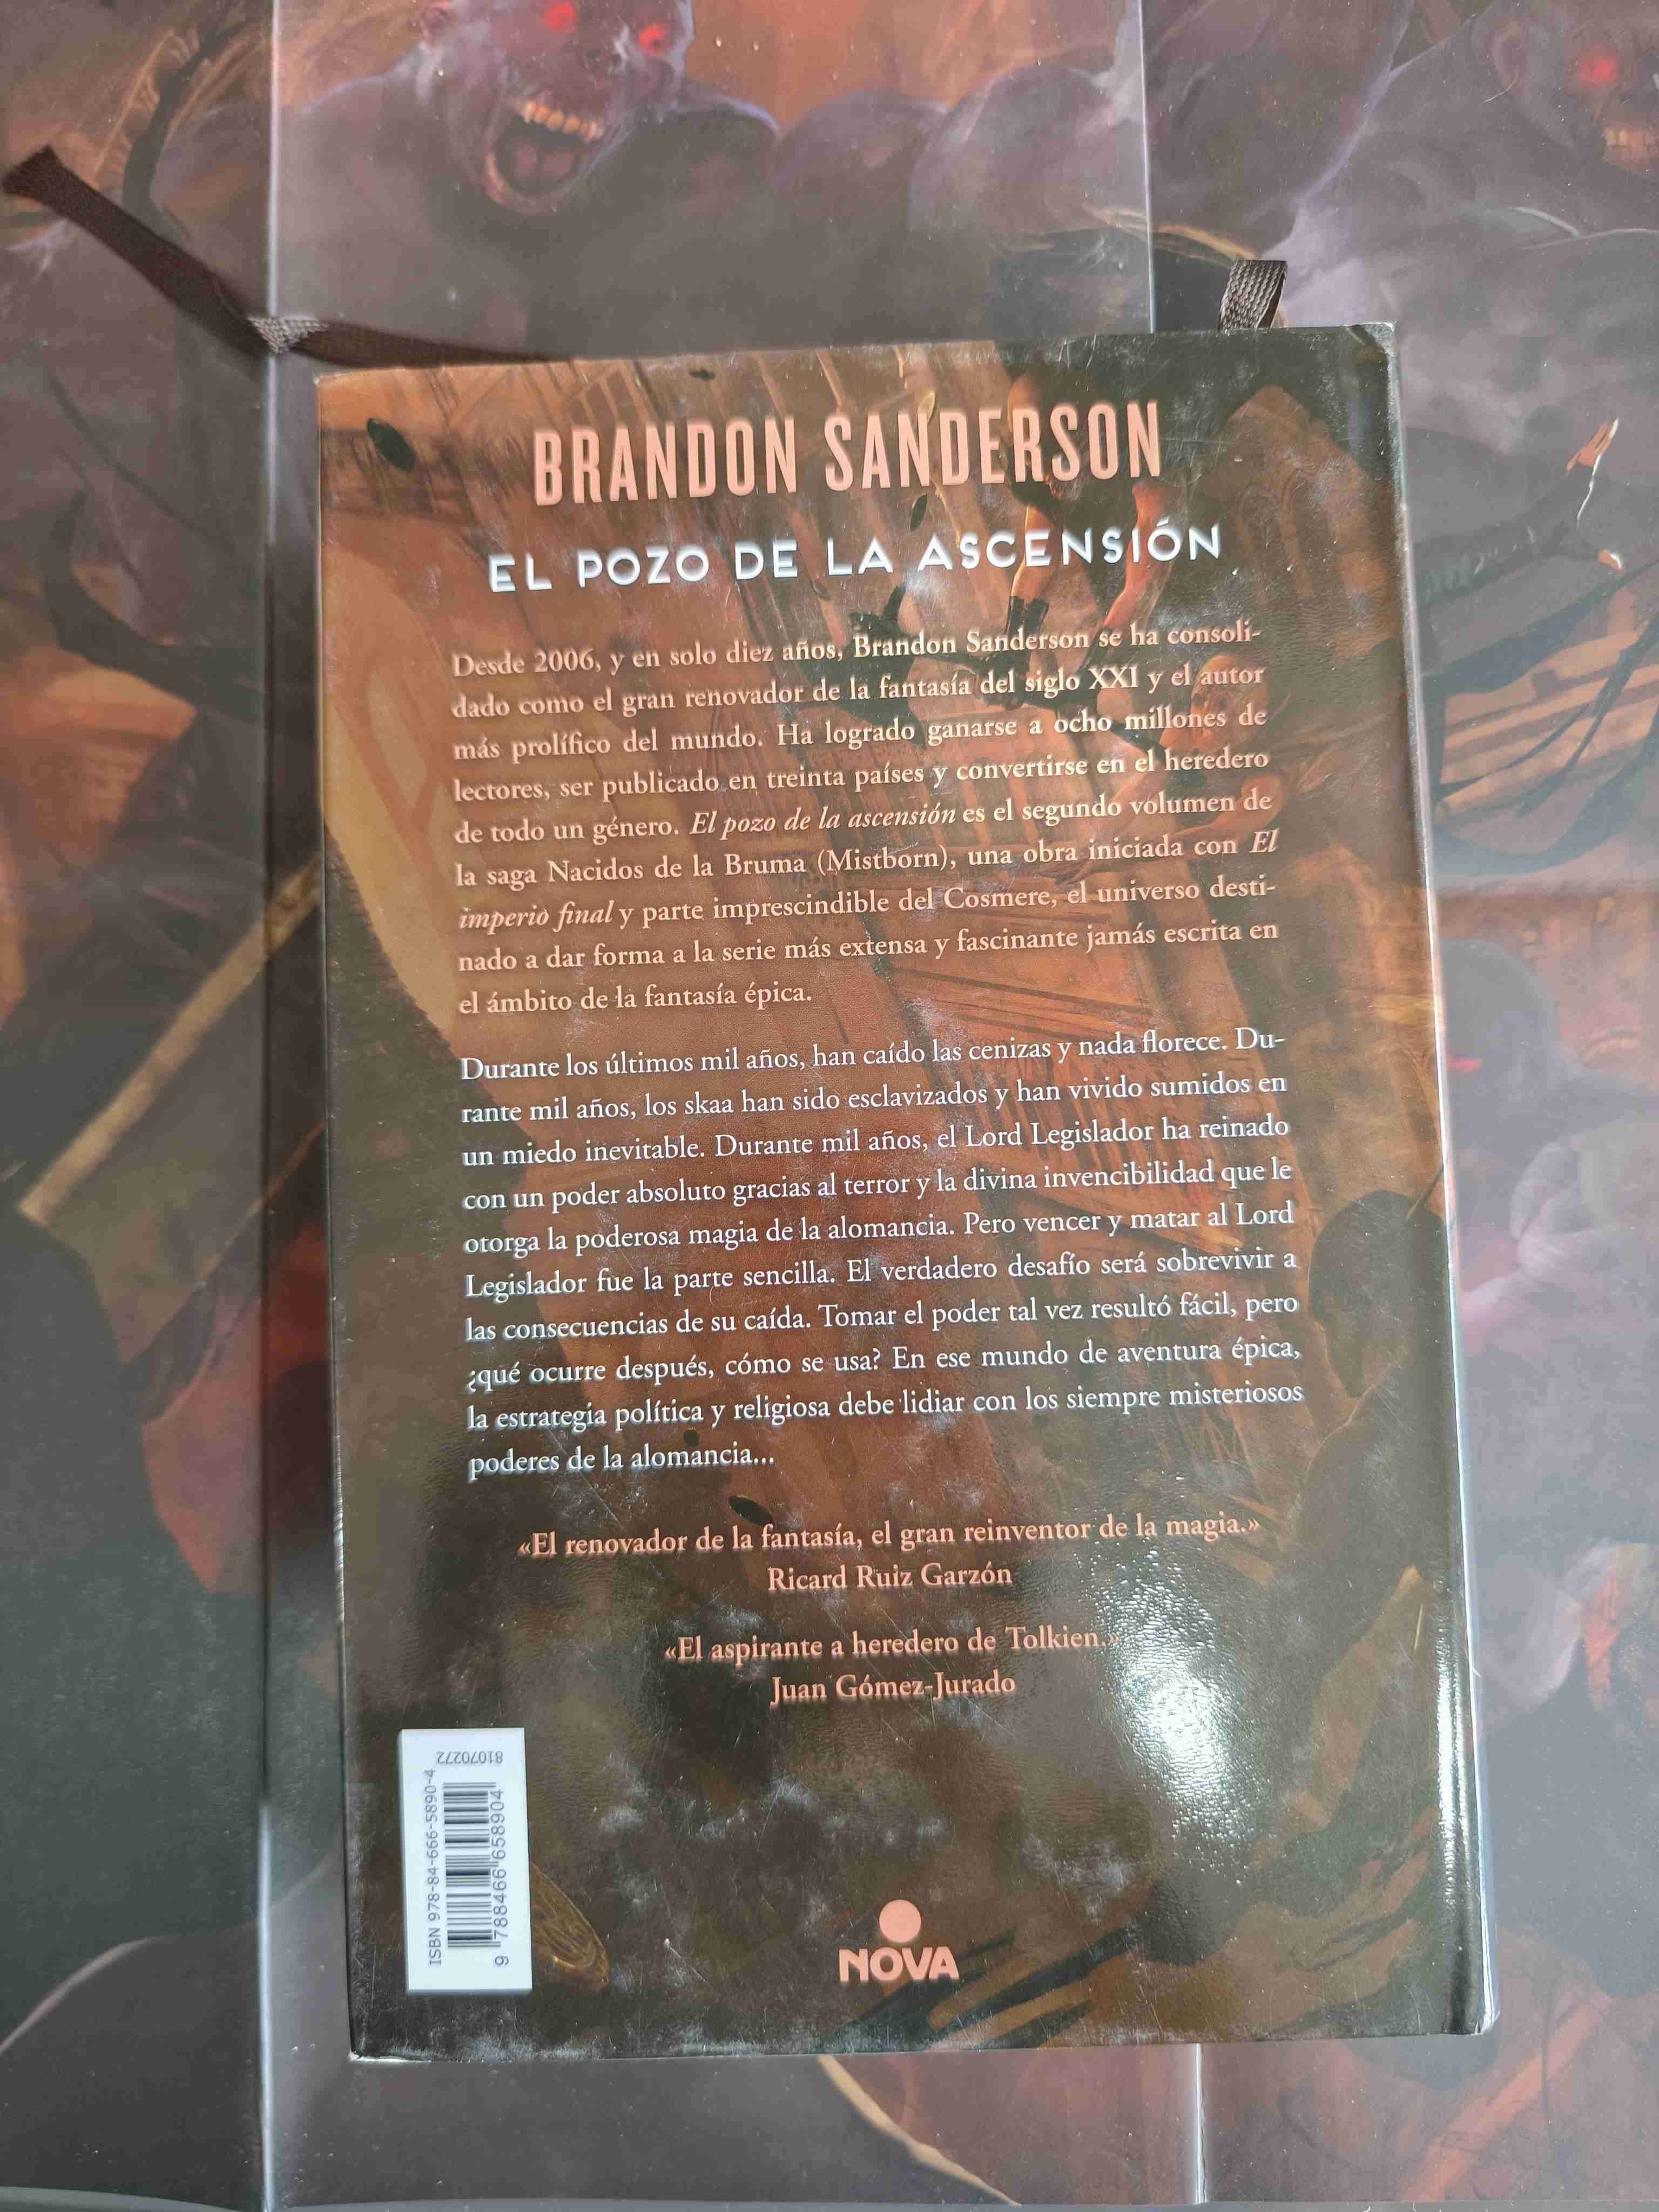 BRANDON SANDERSON
EL POZO DE LA ASCENSIÓN
Desde 2006, y en solo diez años, Brandon Sanderson se ha consoli-
dado como el gran renovador de la fantasía del siglo XXI y el autor
más prolífico del mundo. Ha logrado ganarse a ocho millones de
lectores, ser publicado en treinta países y convertirse en el heredero
de todo un género. El pozo de la ascensión es el segundo volumen de
la saga Nacidos de la Bruma (Mistborn), una obra iniciada con El
imperio final y parte imprescindible del Cosmere, el universo desti-
nado a dar forma a la serie más extensa y fascinante jamás escrita en
el ámbito de la fantasía épica.
Durante los últimos mil años, han caído las cenizas y nada florece. Du-
rante mil años, los skaa han sido esclavizados y han vivido sumidos en
un miedo inevitable. Durante mil años, el Lord Legislador ha reinado
con un poder absoluto gracias al terror y la divina invencibilidad que le
otorga la poderosa magia de la alomancia. Pero vencer y matar al Lord
Legislador fue la parte sencilla. El verdadero desafío será sobrevivir a
las consecuencias de su caída. Tomar el poder tal vez resultó fácil, pero
¿qué ocurre después, cómo se usa? En ese mundo de aventura épica,
la estrategia política y religiosa debe lidiar con los siempre misteriosos
poderes de la alomancia...
«El renovador de la fantasía, el gran reinventor de la magia.»
Ricard Ruiz Garzón
«El aspirante a heredero de Tolkien.»
Juan Gómez-Jurado
ISBN 978-84-666-5890-4
9 788466 658904
81070272
NOVA